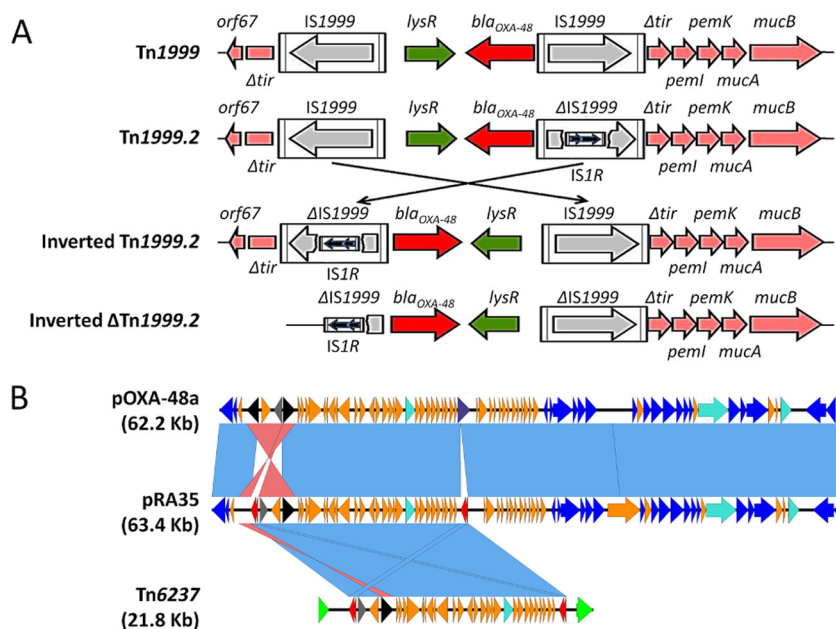 A
orf67 IS1999 lysR blaOXA-48 IS1999 Δtir pemK mucB
Tn1999
Δtir pemI mucA
orf67 IS1999 lysR blaOXA-48 ΔIS1999 Δtir pemK mucB
Tn1999.2
Δtir IS1R pemI mucA
orf67 ΔIS1999 blaOXA-48 lysR IS1999 Δtir pemK mucB
Inverted Tn1999.2
Δtir IS1R pemI mucA
ΔIS1999 blaOXA-48 lysR ΔIS1999 Δtir pemK mucB
Inverted ΔTn1999.2
IS1R pemI mucA
B
pOXA-48a
(62.2 Kb)
pRA35
(63.4 Kb)
Tn6237
(21.8 Kb)